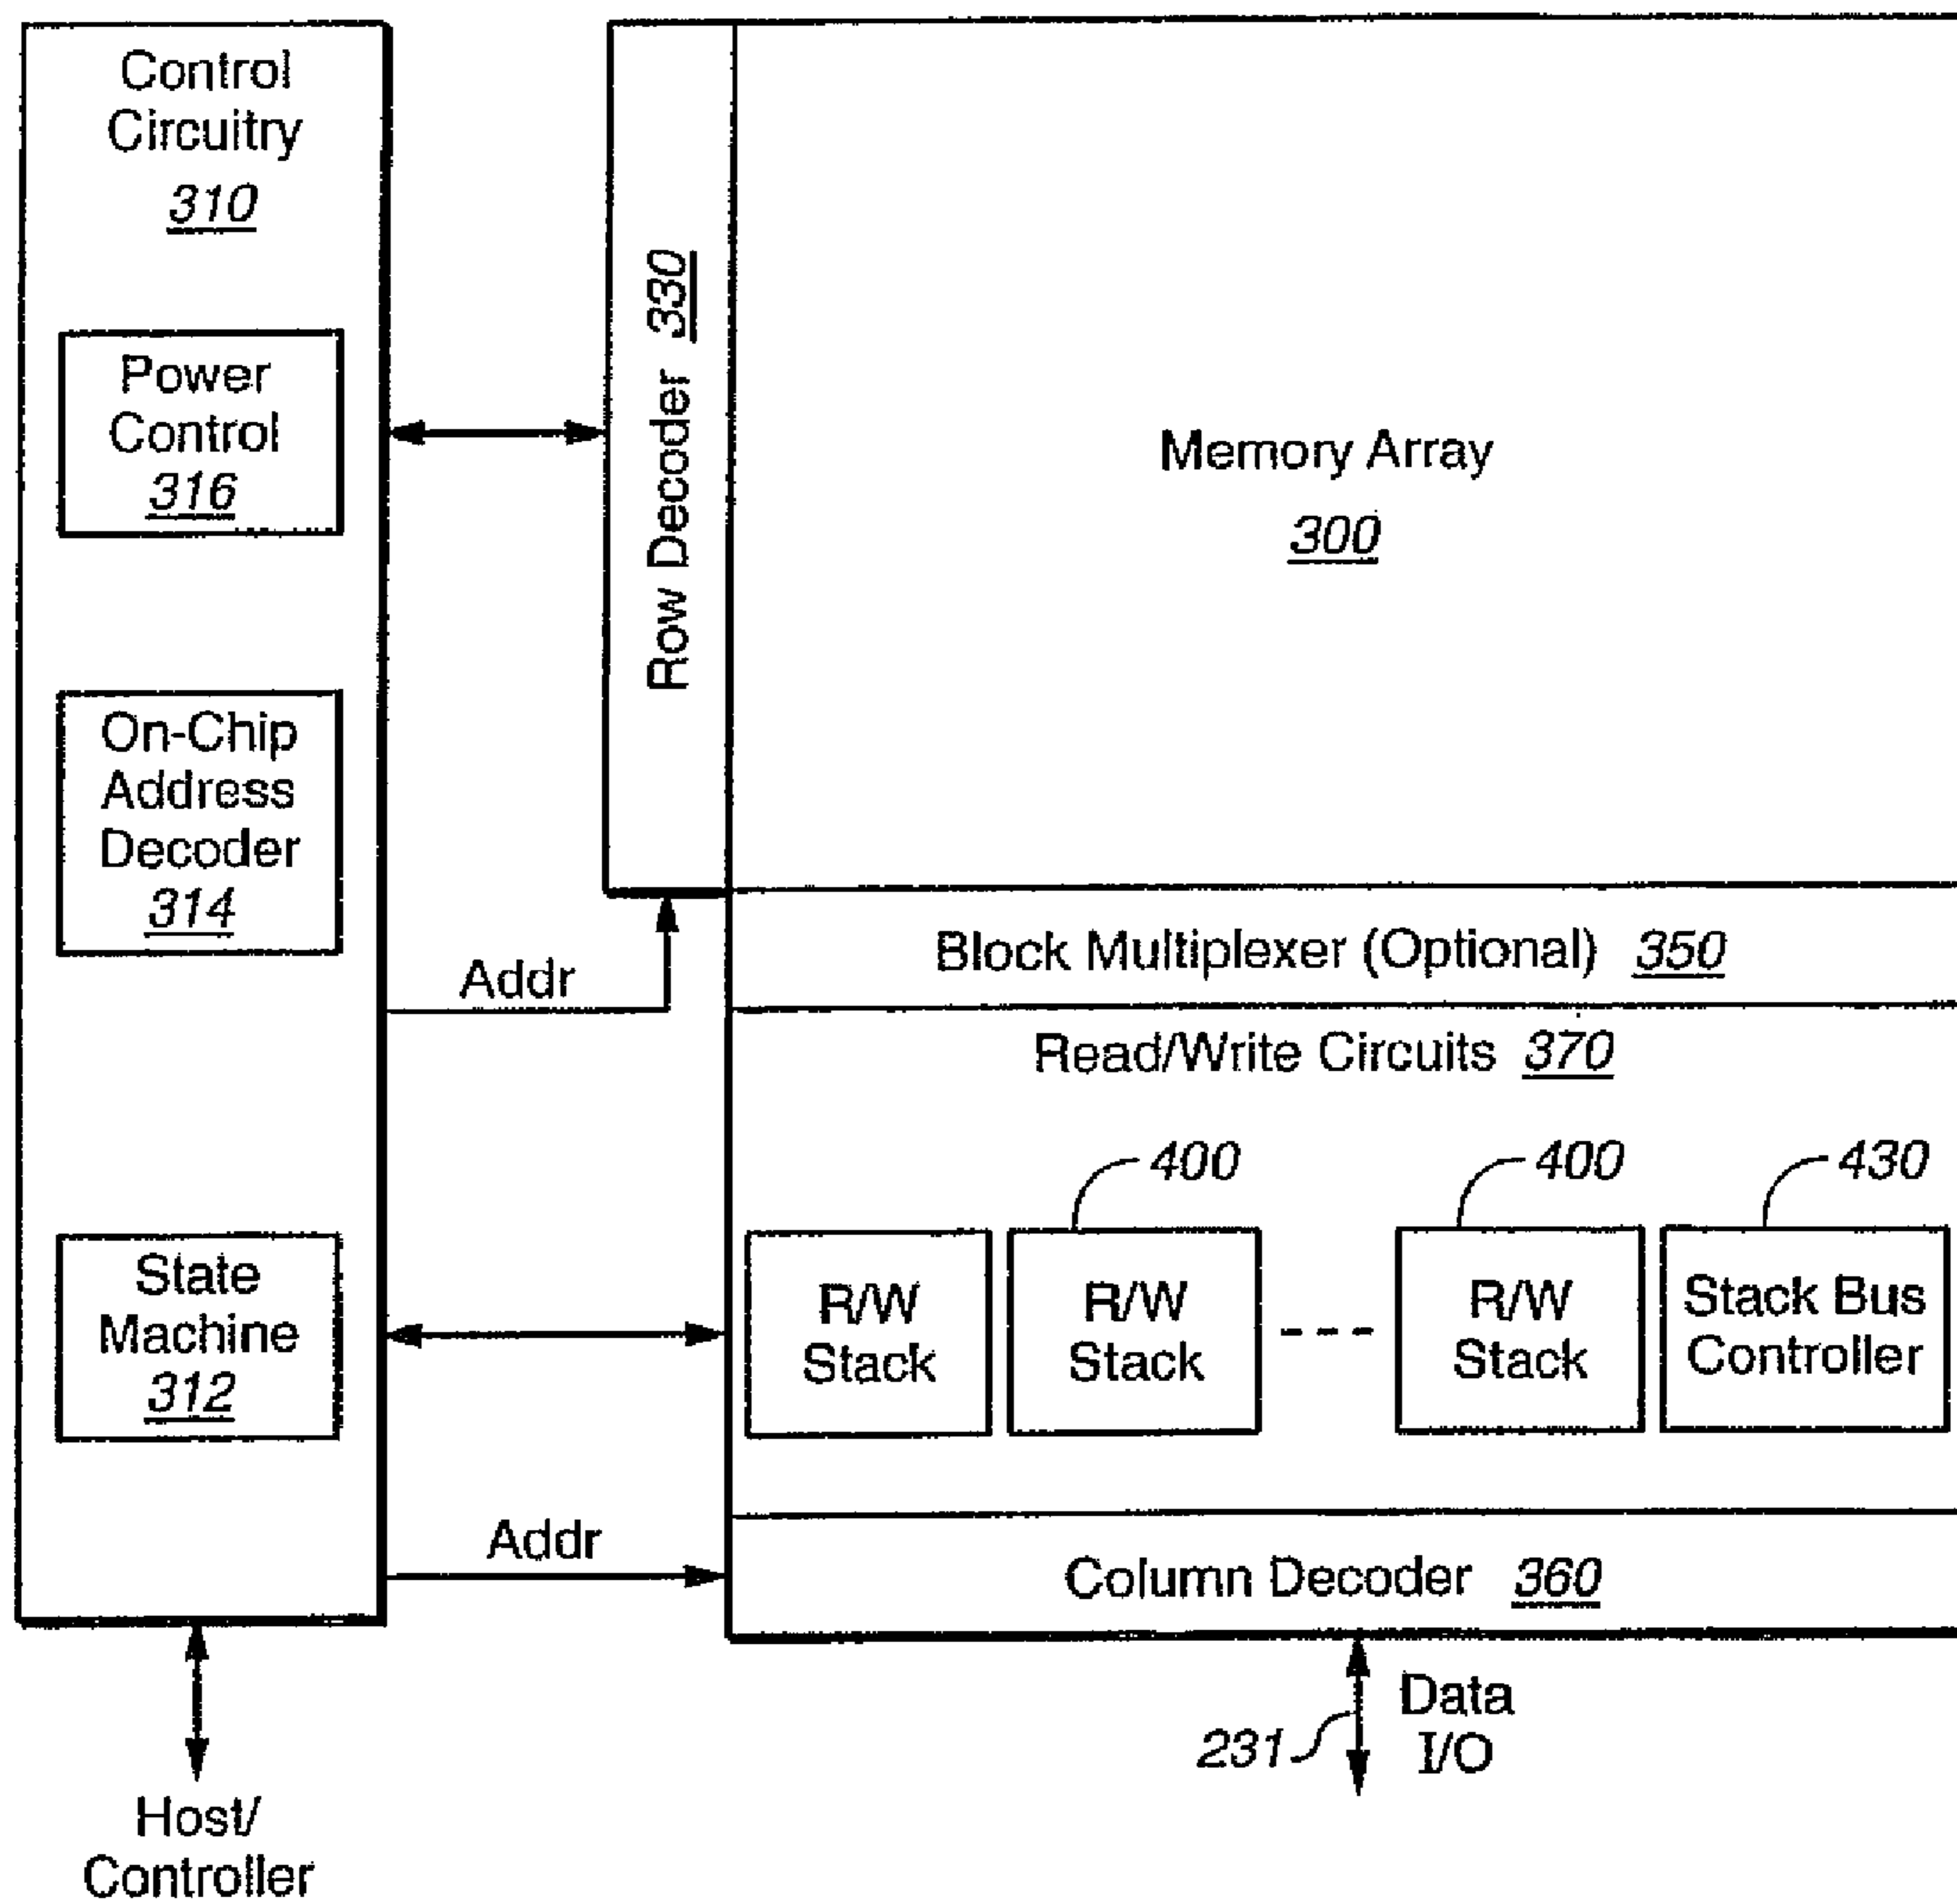 Control
Circuitry
310
Power
Control
316
On-Chip
Address
Decoder
314
State
Machine
312
Host/
Controller
Addr
Addr
Row Decoder 330
Memory Array
300
Block Multiplexer (Optional) 350
Read/Write Circuits 370
400
400
430
R/W
Stack
R/W
Stack
R/W
Stack
Stack Bus
Controller
Column Decoder 360
231
Data
I/O